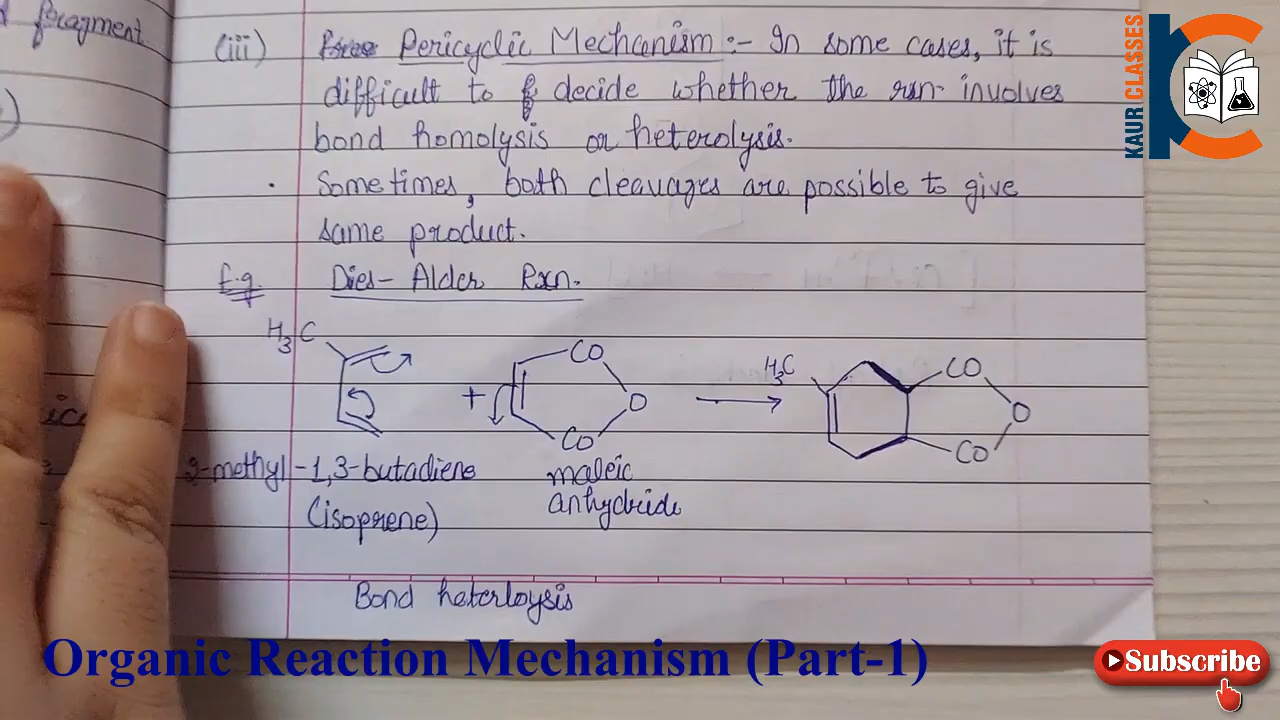 fragment
(iii) Pericyclic Mechanism :- In some cases, it is
difficult to decide whether the rxn. involves
bond homolysis or heterolysis.
Sometimes, both cleavages are possible to give
same product.
E.g. Dies-Alder Rxn.
H3C
+
CO
O
CO
H3C
CO
O
CO
2-methyl-1,3-butadiene
(isoprene)
maleic
anhydride
Bond heterloysis
Organic Reaction Mechanism (Part-1)
KAUR CLASSES
Subscribe